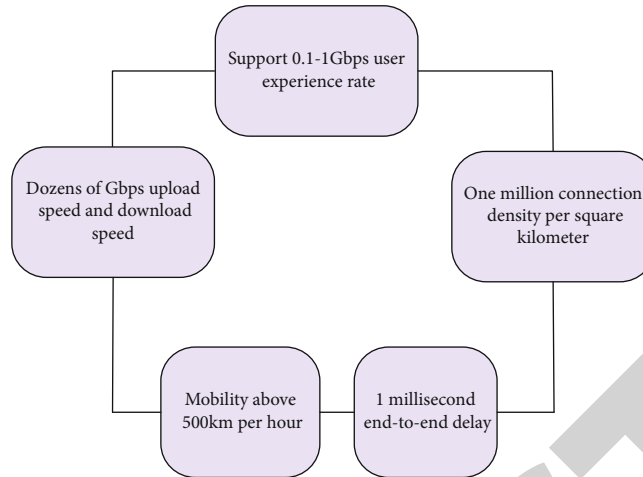 Support 0.1-1Gbps user
experience rate
Dozens of Gbps upload
speed and download
speed
One million connection
density per square
kilometer
Mobility above
500km per hour
1 millisecond
end-to-end delay